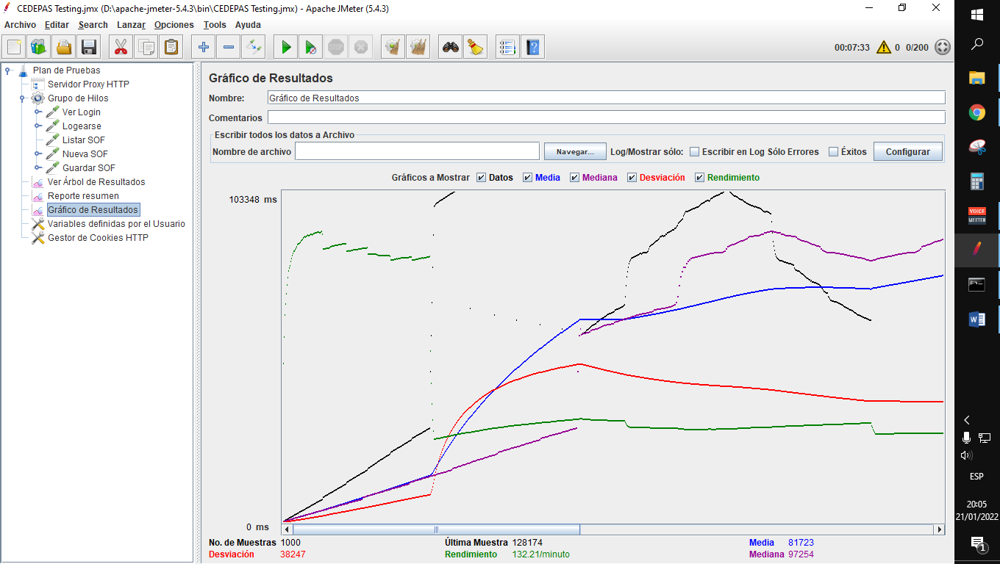 CEDEPAS Testing.jmx (D:\apache-jmeter-5.4.3\bin\CEDEPAS Testing.jmx) - Apache JMeter (5.4.3)
Archivo Editar Search Lanzar Opciones Tools Ayuda
00:07:33 0 0/200
Plan de Pruebas
Servidor Proxy HTTP
Grupo de Hilos
Ver Login
Logearse
Listar SOF
Nueva SOF
Guardar SOF
Ver Árbol de Resultados
Reporte resumen
Gráfico de Resultados
Variables definidas por el Usuario
Gestor de Cookies HTTP
Gráfico de Resultados
Nombre: Gráfico de Resultados
Comentarios
Escribir todos los datos a Archivo
Nombre de archivo Navegar... Log/Mostrar sólo: Escribir en Log Sólo Errores Éxitos Configurar
Gráficos a Mostrar Datos Media Mediana Desviación Rendimiento
103348 ms
0 ms
No. de Muestras 1000 Última Muestra 128174 Media 81723
Desviación 38247 Rendimiento 132.21/minuto Mediana 97254
VOICE
MEETER
ESP
20:05
21/01/2022
1